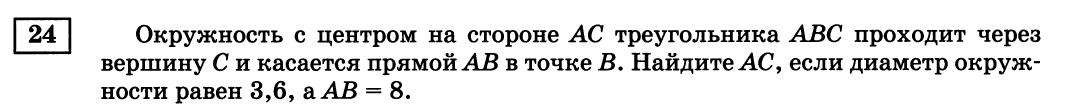 24 Окружность с центром на стороне AC треугольника ABC проходит через
вершину C и касается прямой AB в точке B. Найдите AC, если диаметр окруж-
ности равен 3,6, а AB = 8.